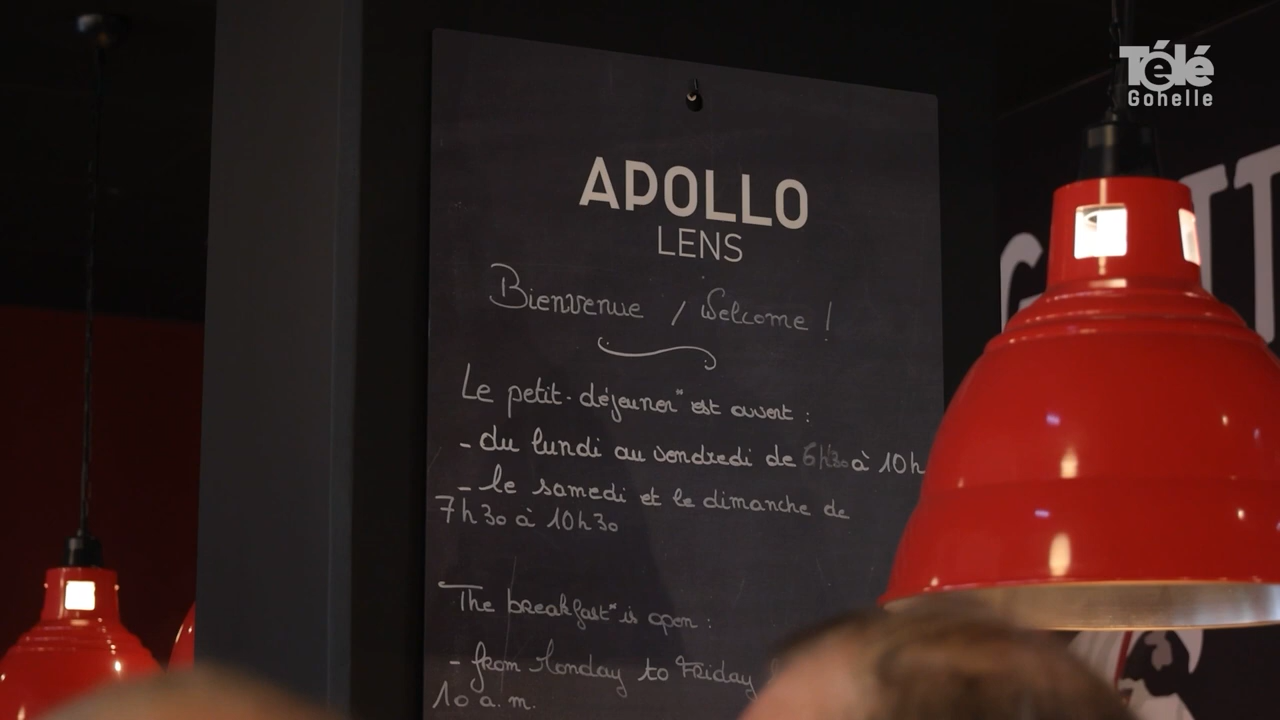 Télé
Gohelle
APOLLO
LENS
Bienvenue / Welcome !
Le petit-déjeuner* est ouvert :
- du lundi au vendredi de 6h30 à 10h
- le samedi et le dimanche de
7h30 à 10h30
The breakfast* is open :
- from Monday to Friday
10 a.m.